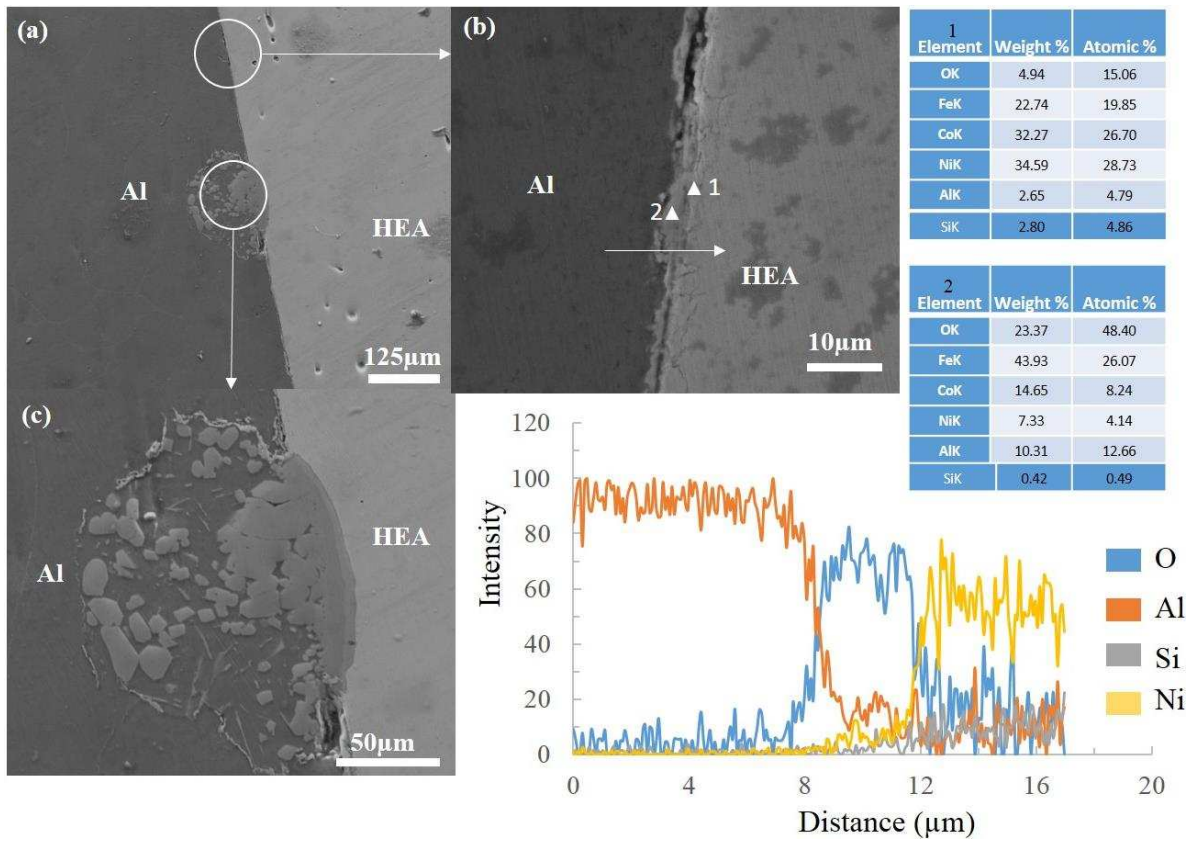 (a)
Al
HEA
125µm
(b)
Al
1
2
HEA
10µm
(c)
Al
HEA
50µm
1
Element Weight % Atomic %
OK 4.94 15.06
FeK 22.74 19.85
CoK 32.27 26.70
NiK 34.59 28.73
AlK 2.65 4.79
SiK 2.80 4.86
2
Element Weight % Atomic %
OK 23.37 48.40
FeK 43.93 26.07
CoK 14.65 8.24
NiK 7.33 4.14
AlK 10.31 12.66
SiK 0.42 0.49
120
100
80
60
40
20
0
Intensity
0 4 8 12 16 20
Distance (µm)
O
Al
Si
Ni